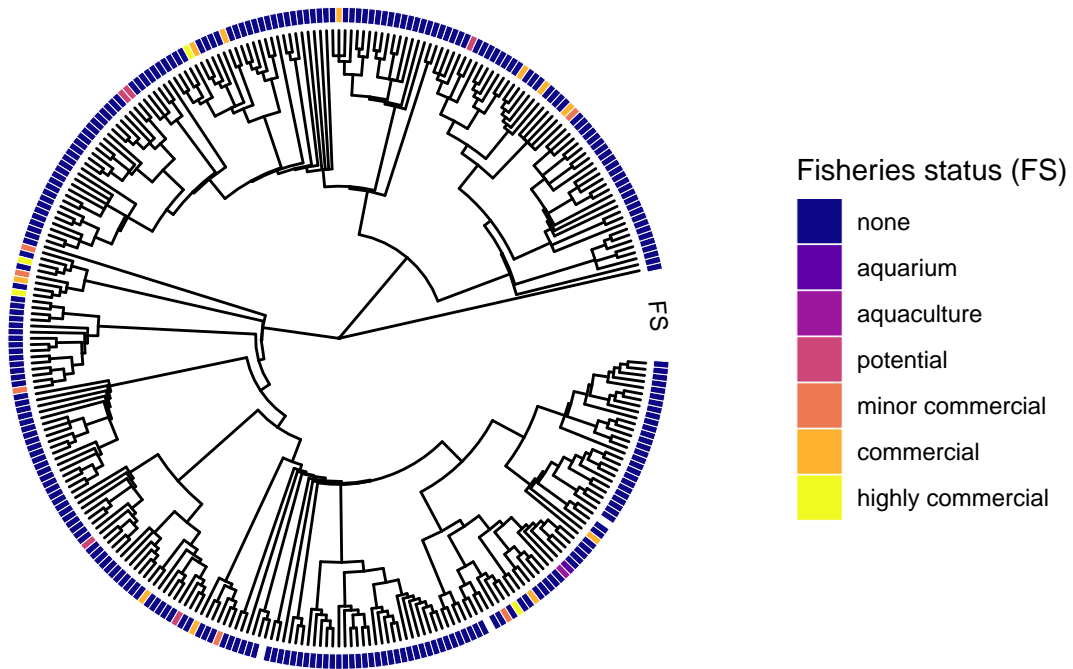 FS
Fisheries status (FS)
none
aquarium
aquaculture
potential
minor commercial
commercial
highly commercial